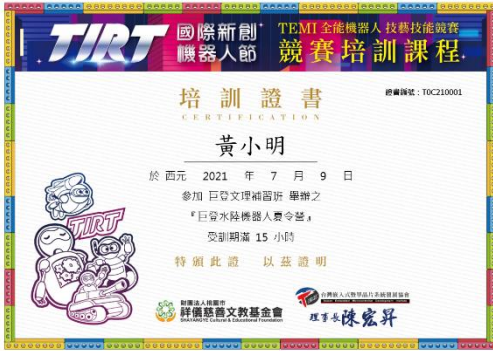 TIRT 國際新創機器人節
TEMI 全能機器人 技藝技能競賽
競賽培訓課程
證書編號：T0C210001
培訓證書
CERTIFICATION
黃小明
於 西元 2021 年 7 月 9 日
參加 巨登文理補習班 舉辦之
『巨登水陸機器人夏令營』
受訓期滿 15 小時
特頒此證 以茲證明
TIRT
財團法人桃園市
祥儀慈善文教基金會
SHAYANGYE Cultural & Educational Foundation
台灣嵌入式暨單晶片系統發展協會
理事長 陳宏昇